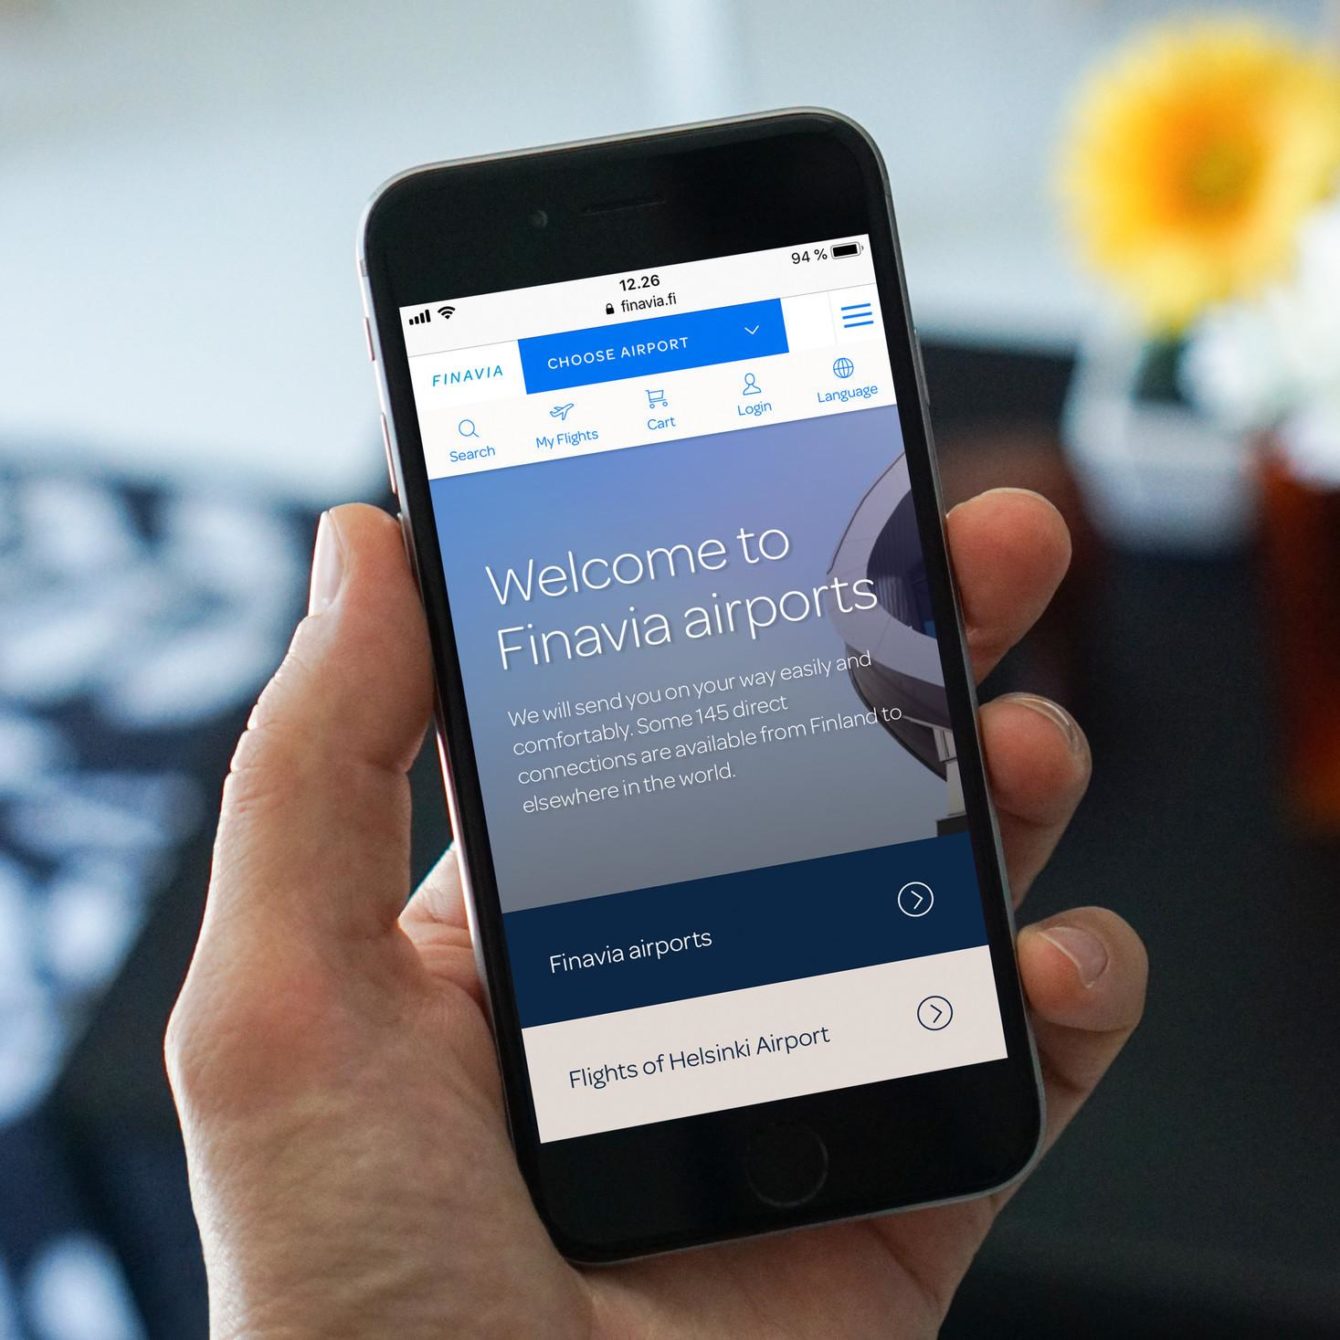 12.26
94 %
finavia.fi
FINAVIA
CHOOSE AIRPORT
Search
My Flights
Cart
Login
Language
Welcome to
Finavia airports
We will send you on your way easily and
comfortably. Some 145 direct
connections are available from Finland to
elsewhere in the world.
Finavia airports
Flights of Helsinki Airport